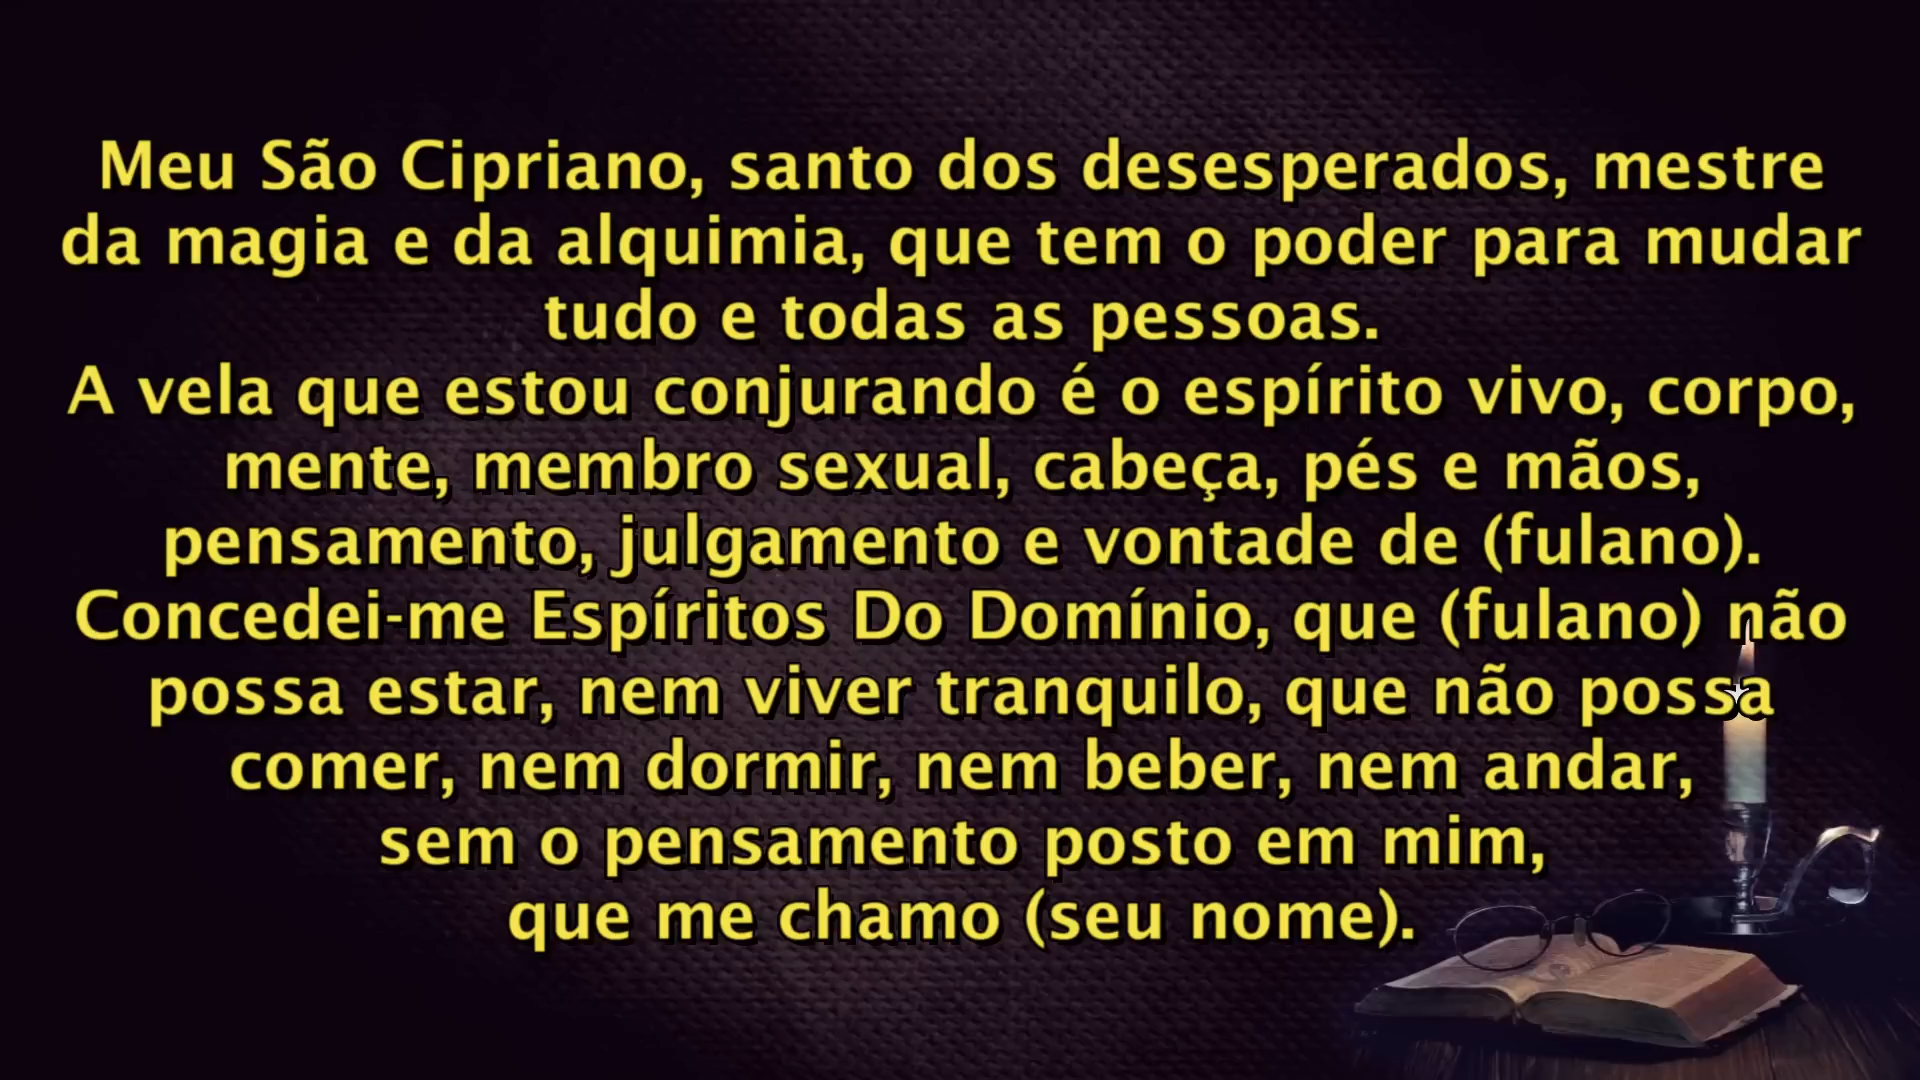 Meu São Cipriano, santo dos desesperados, mestre
da magia e da alquimia, que tem o poder para mudar
tudo e todas as pessoas.
A vela que estou conjurando é o espírito vivo, corpo,
mente, membro sexual, cabeça, pés e mãos,
pensamento, julgamento e vontade de (fulano).
Concedei-me Espíritos Do Domínio, que (fulano) não
possa estar, nem viver tranquilo, que não possa
comer, nem dormir, nem beber, nem andar,
sem o pensamento posto em mim,
que me chamo (seu nome).